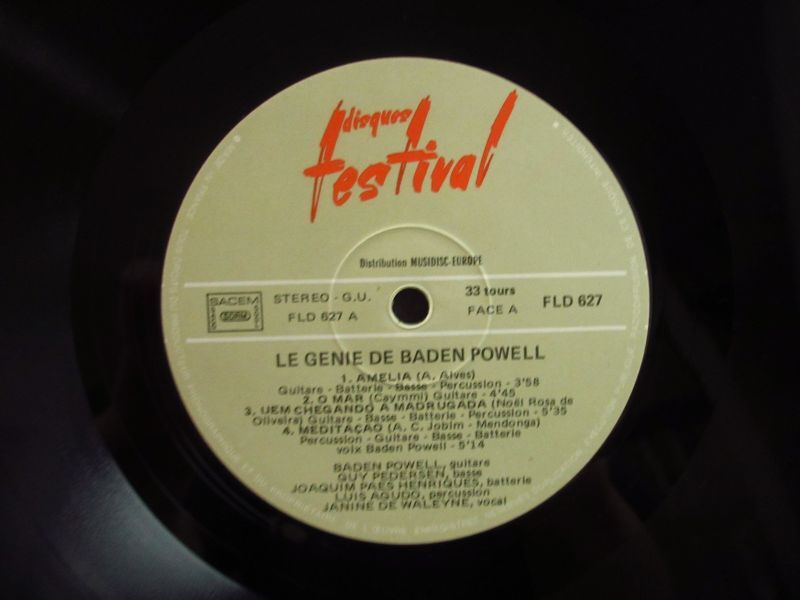 disques
festival
Distribution MUSIDISC-EUROPE
SACEM
SDRM
STEREO - G.U.
FLD 627 A
33 tours
FACE A
FLD 627
LE GENIE DE BADEN POWELL
1. AMELIA (A. Alves)
Guitare - Batterie - Basse - Percussion - 3'58
2. O MAR (Caymmi) Guitare - 4'45
3. UEM CHEGANDO A MADRUGADA (Noël Rosa de
Oliveira) Guitare - Basse - Batterie - Percussion - 5'35
4. MEDITAÇAO (A. C. Jobim - Mendonga)
Percussion - Guitare - Basse - Batterie
voix Baden Powell - 5'14
BADEN POWELL, guitare
GUY PEDERSEN, basse
JOAQUIM PAES HENRIQUES, batterie
LUIS AGUDO, percussion
JANINE DE WALEYNE, vocal